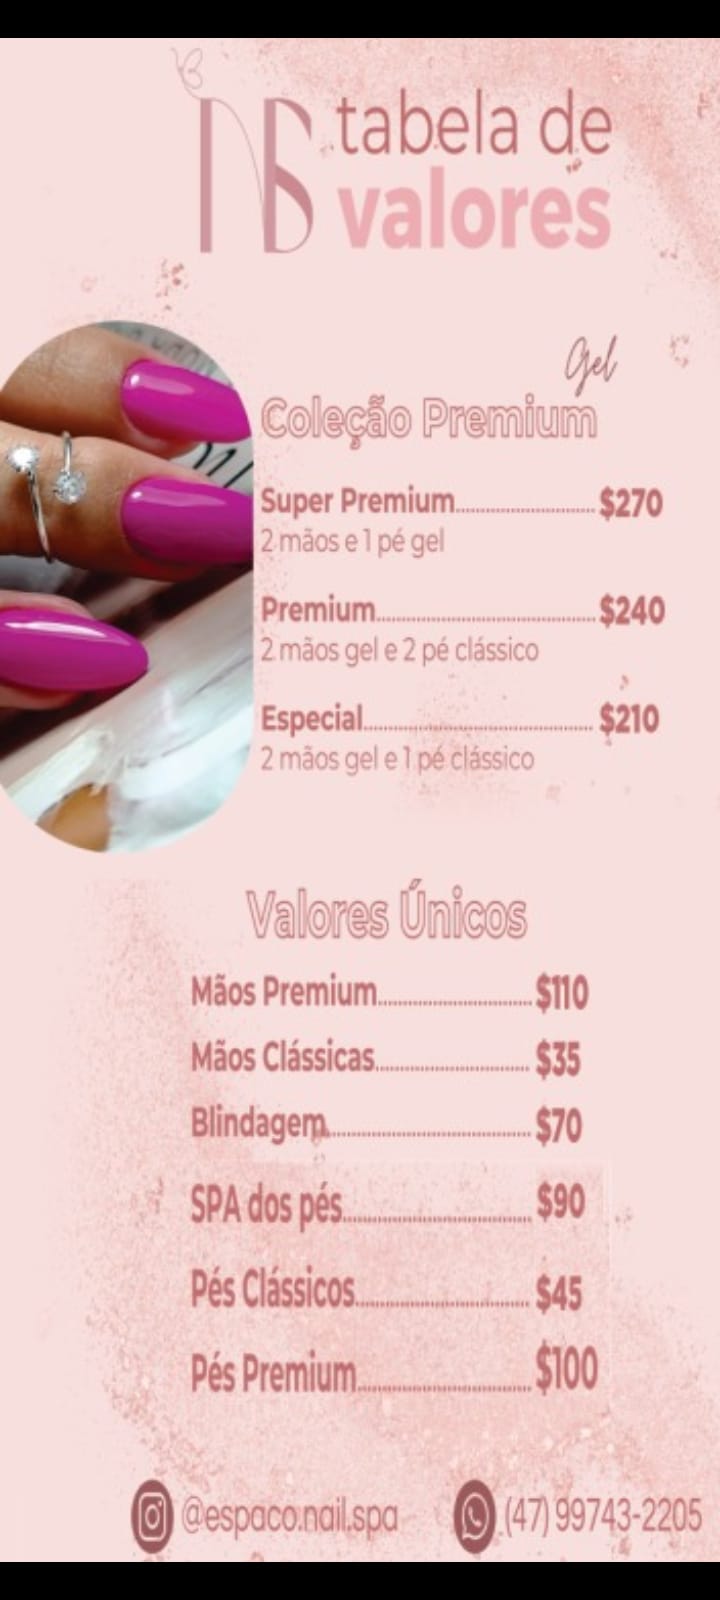 NS
tabela de
valores
Gel
Coleção Premium
Super Premium........................$270
2 mãos e 1 pé gel
Premium........................$240
2 mãos gel e 2 pé clássico
Especial........................$210
2 mãos gel e 1 pé clássico
Valores Únicos
Mãos Premium........................$110
Mãos Clássicas........................$35
Blindagem........................$70
SPA dos pés........................$90
Pés Clássicos........................$45
Pés Premium........................$100
@espaco.nail.spa
(47) 99743-2205